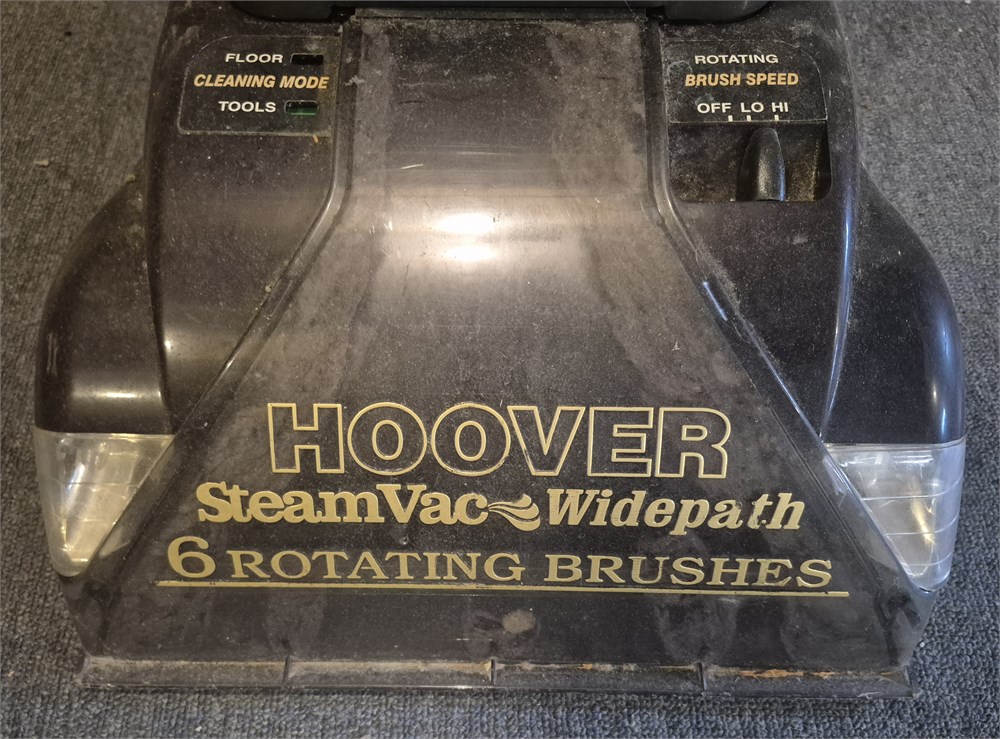 FLOOR
CLEANING MODE
TOOLS
ROTATING
BRUSH SPEED
OFF LO HI
HOOVER
SteamVac Widepath
6 ROTATING BRUSHES